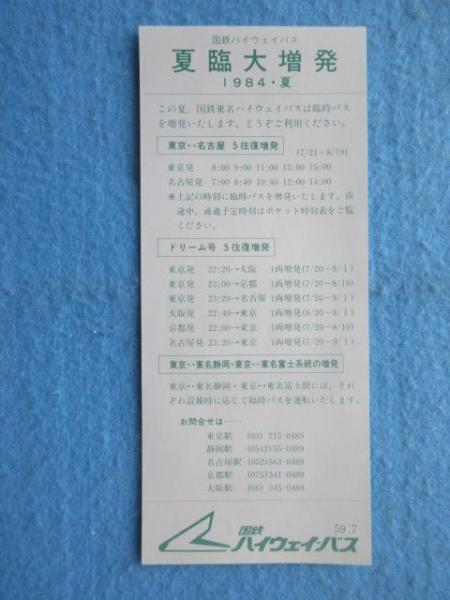 国鉄ハイウェイバス
夏臨大増発
1984・夏
この夏、国鉄東名ハイウェイバスは臨時バス
を増発いたします。どうぞご利用ください。
東京↔名古屋 5往復増発 (7/21-8/19)
東京発 8:00 9:00 11:00 13:00 15:00
名古屋発 7:00 8:40 10:40 12:00 14:00
※上記の時刻に臨時バスを増発いたします。尚
途中、通過予定時刻はポケット時刻表をご覧
ください。
ドリーム号 5往復増発
東京発 22:20→大阪 1両増発(7/20-9/1)
東京発 23:00→京都 1両増発(7/20-8/19)
東京発 23:20→名古屋 1両増発(7/20-9/1)
大阪発 22:40→東京 1両増発(8/20-9/1)
京都発 22:00→東京 1両増発(7/20-8/19)
名古屋発 23:20→東京 1両増発(7/20-9/1)
東京↔東名静岡・東京↔東名富士系統の増発
東京↔東名静岡・東京↔東名富士間には、それ
ぞれ混雑時に応じて臨時バスを運転いたします。
お問合せは……
東京駅 (03) 215-0489
静岡駅 (0542)55-0489
名古屋駅 (052)563-0489
京都駅 (075)341-0489
大阪駅 (06) 345-0489
59.7
国鉄
ハイウェイ・バス